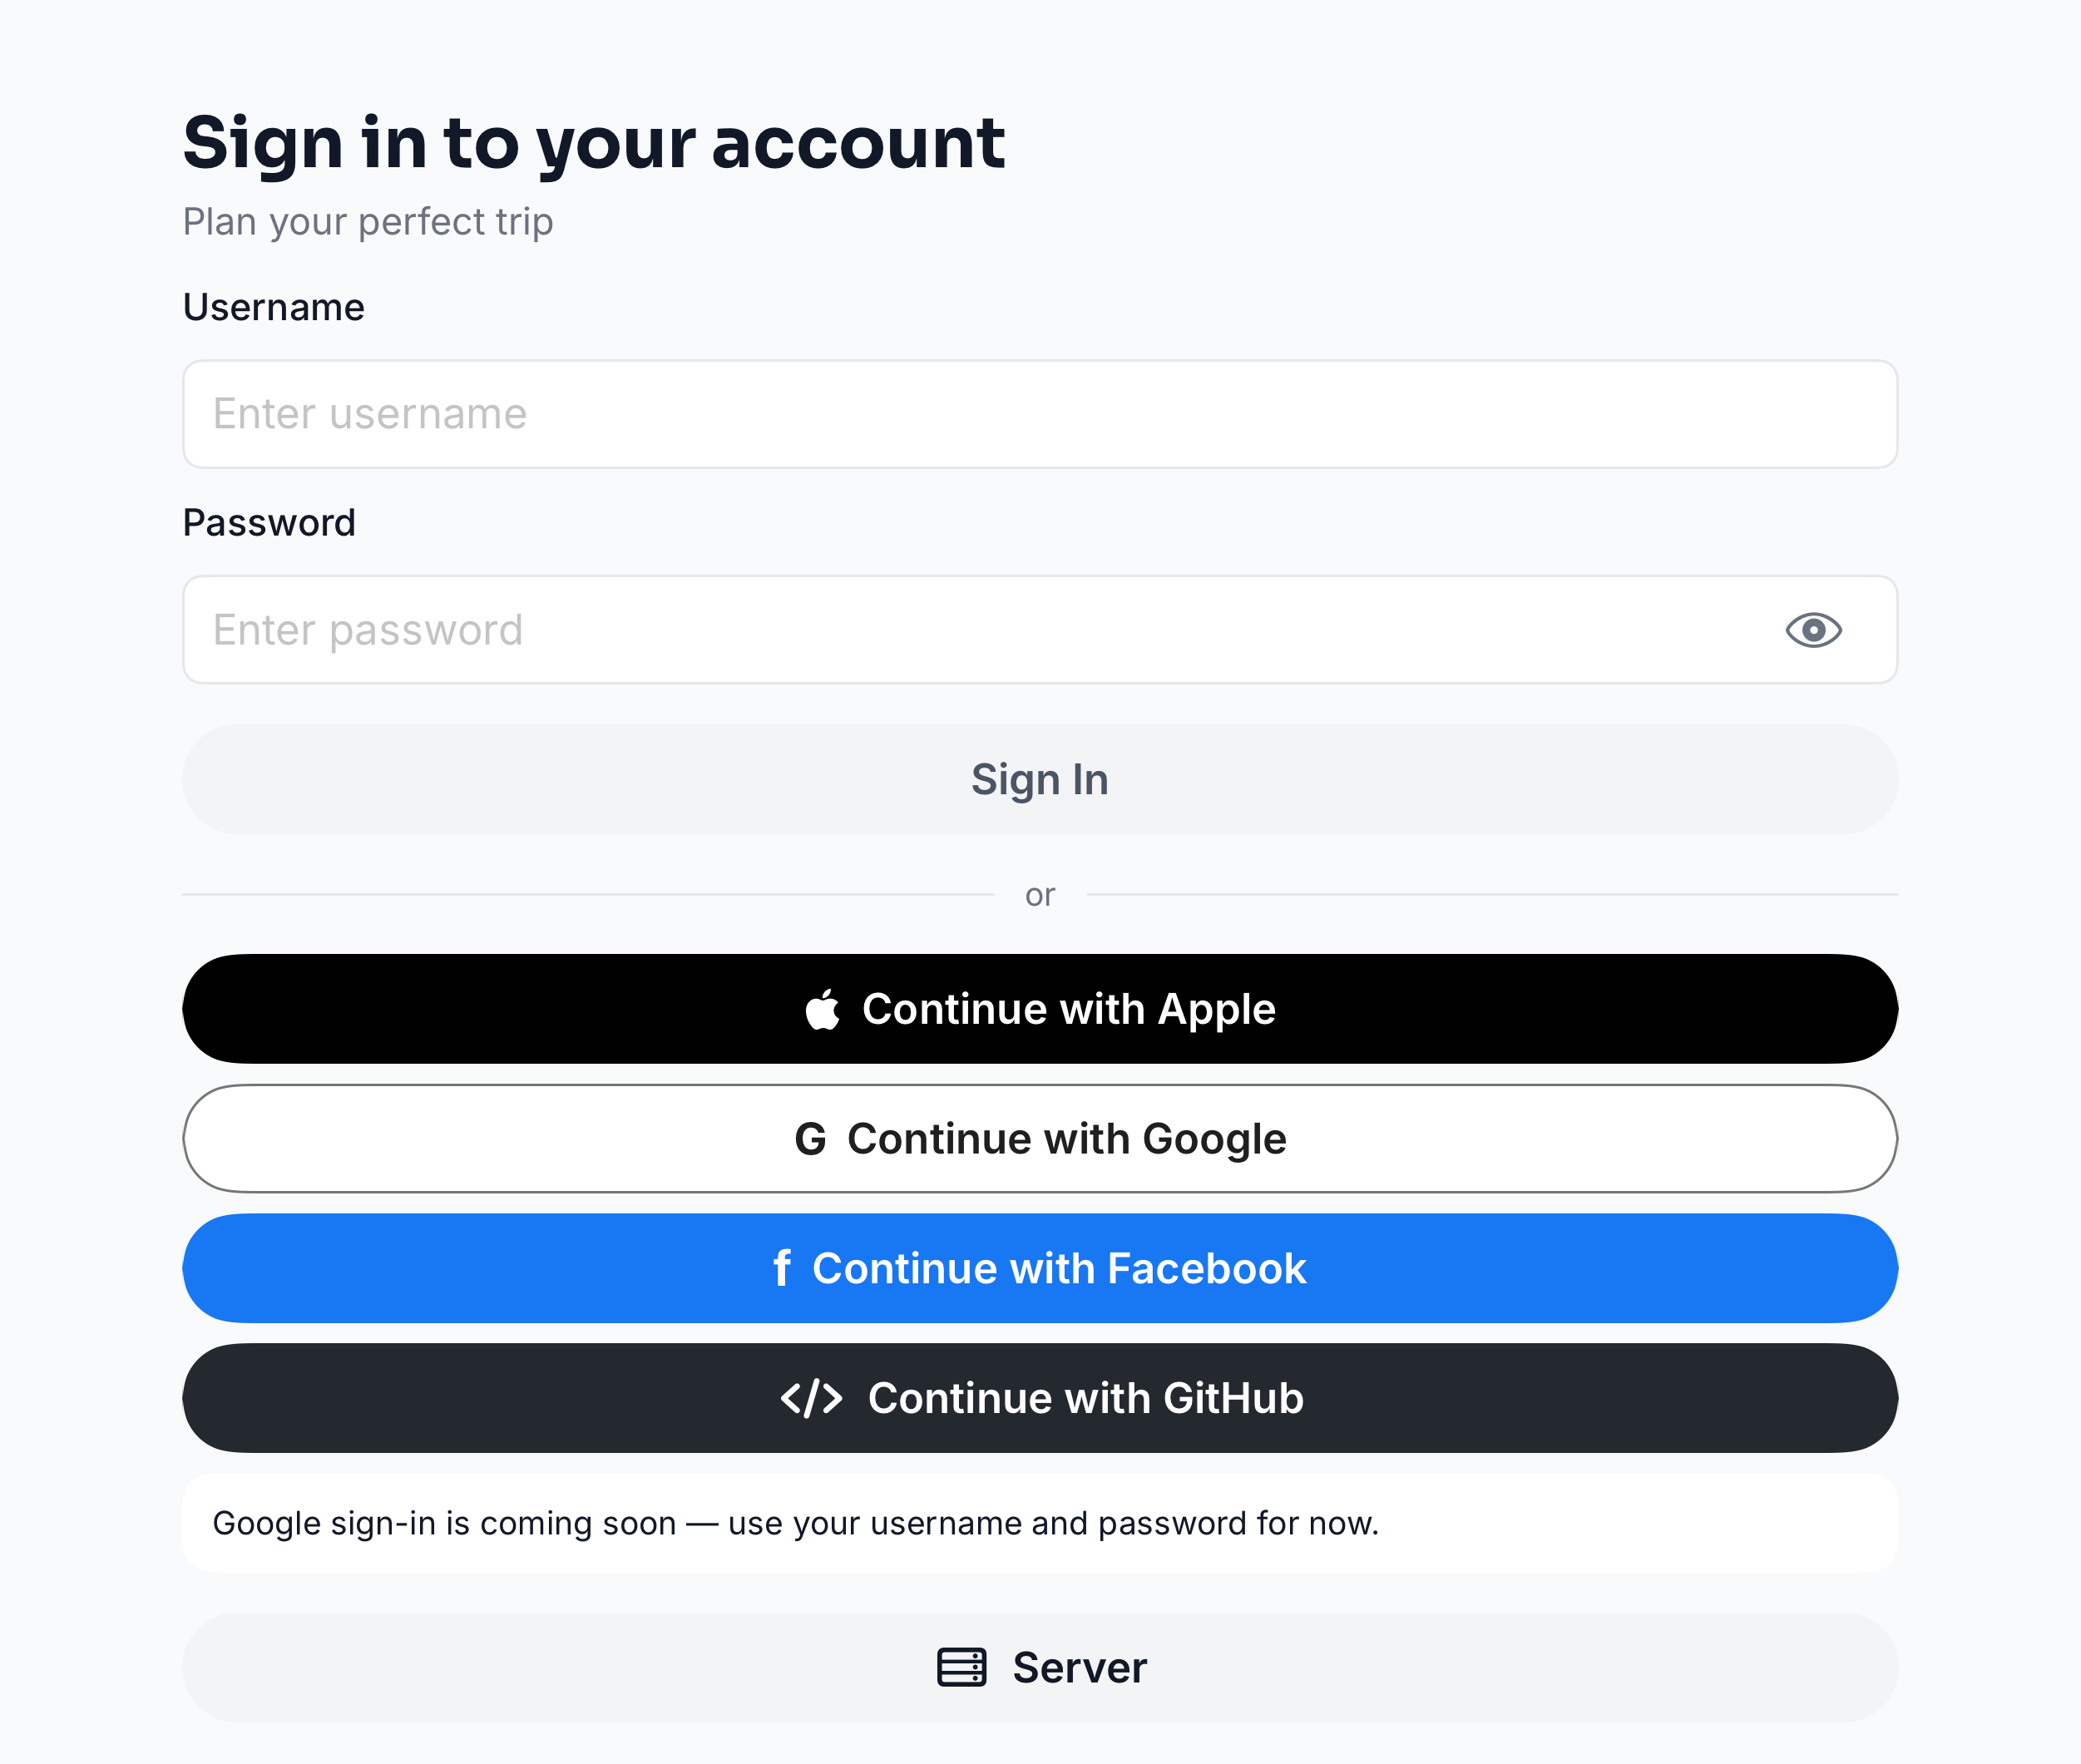 Sign in to your account
Plan your perfect trip
Username
Enter username
Password
Enter password
Sign In
or
Continue with Apple
G Continue with Google
f Continue with Facebook
</> Continue with GitHub
Google sign-in is coming soon — use your username and password for now.
Server